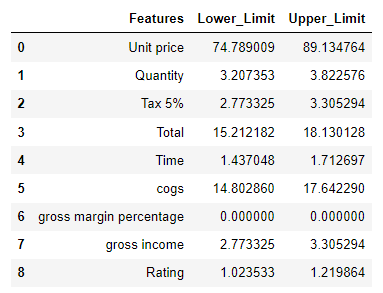 Features Lower_Limit Upper_Limit
0 Unit price 74.789009 89.134764
1 Quantity 3.207353 3.822576
2 Tax 5% 2.773325 3.305294
3 Total 15.212182 18.130128
4 Time 1.437048 1.712697
5 cogs 14.802860 17.642290
6 gross margin percentage 0.000000 0.000000
7 gross income 2.773325 3.305294
8 Rating 1.023533 1.219864